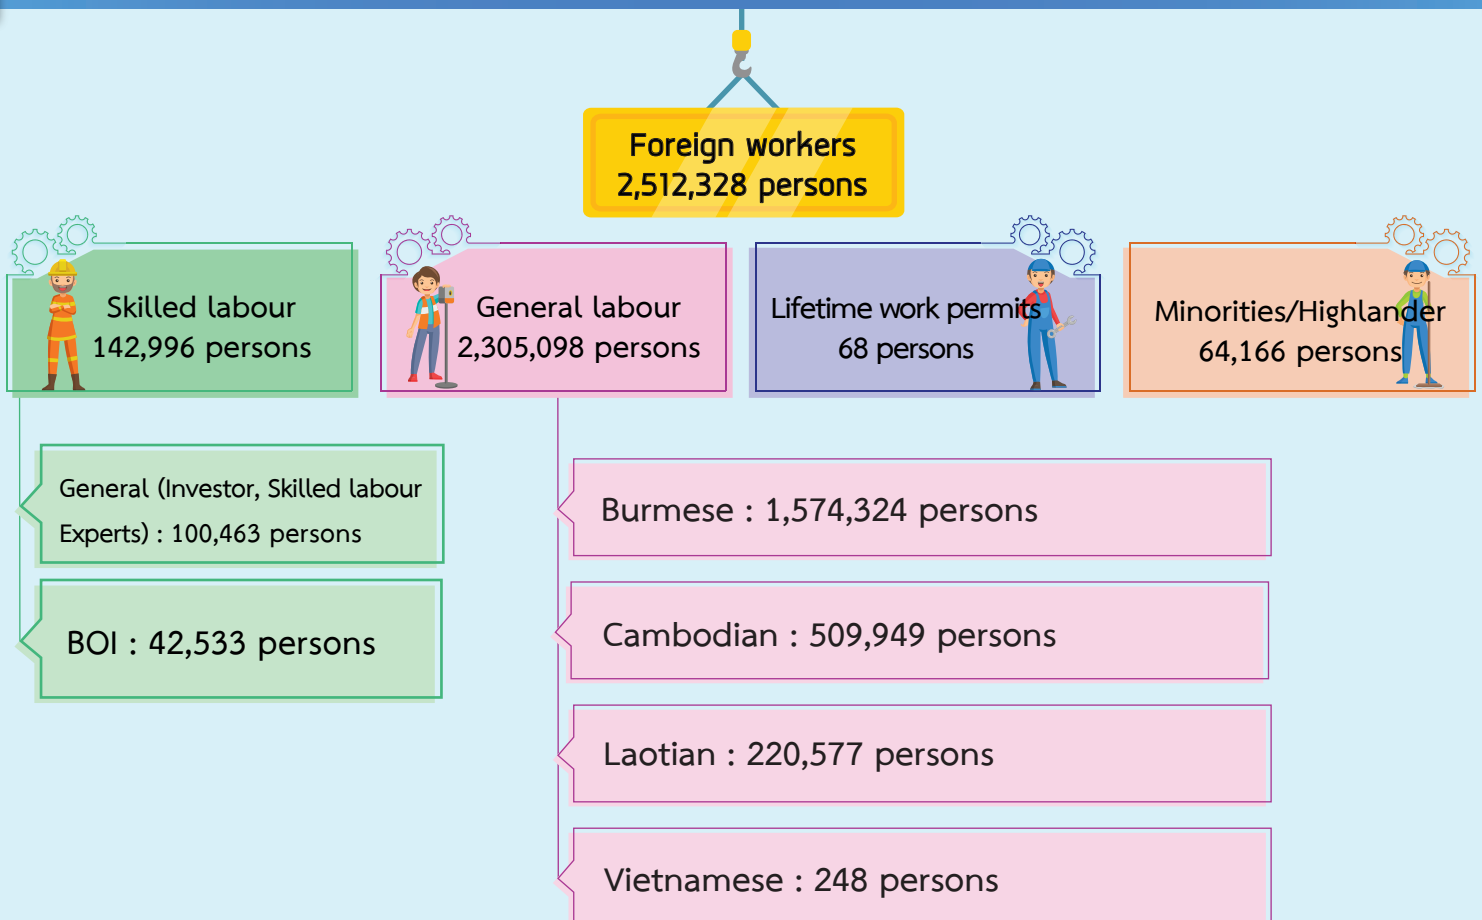 Foreign workers
2,512,328 persons
Skilled labour
142,996 persons
General labour
2,305,098 persons
Lifetime work permits
68 persons
Minorities/Highlander
64,166 persons
General (Investor, Skilled labour
Experts) : 100,463 persons
BOI : 42,533 persons
Burmese : 1,574,324 persons
Cambodian : 509,949 persons
Laotian : 220,577 persons
Vietnamese : 248 persons